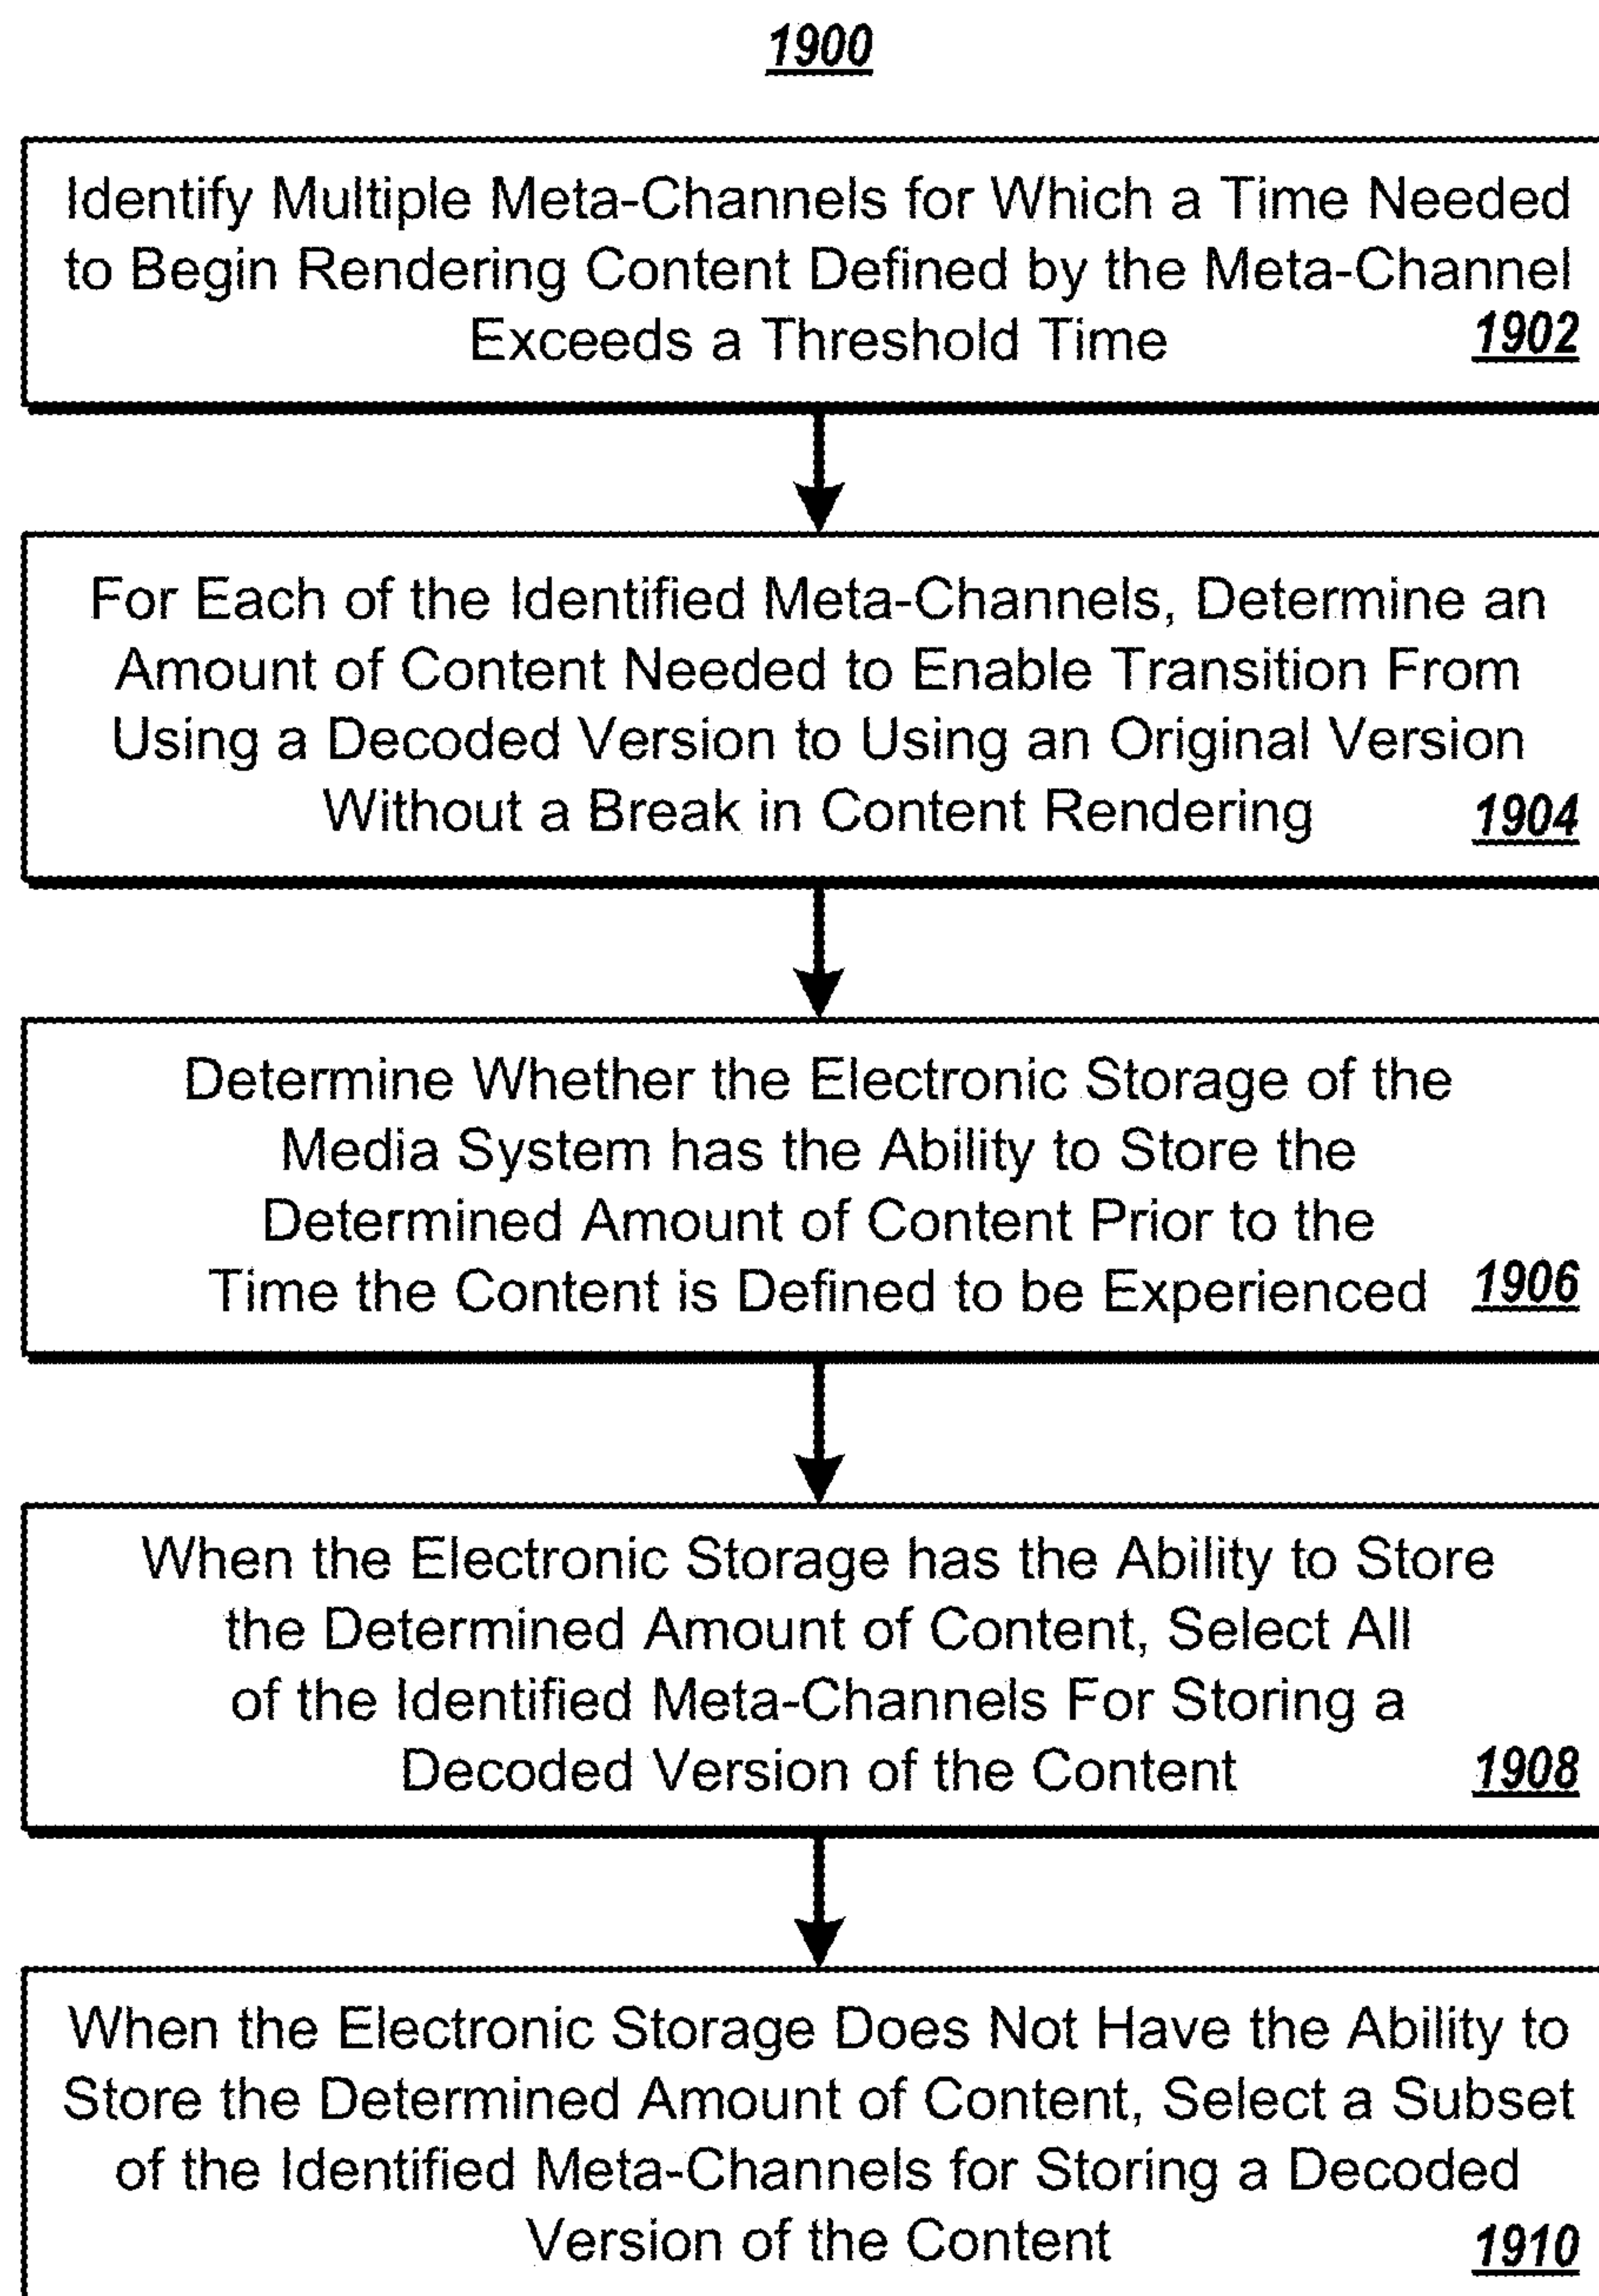 1900
Identify Multiple Meta-Channels for Which a Time Needed
to Begin Rendering Content Defined by the Meta-Channel
Exceeds a Threshold Time 1902
For Each of the Identified Meta-Channels, Determine an
Amount of Content Needed to Enable Transition From
Using a Decoded Version to Using an Original Version
Without a Break in Content Rendering 1904
Determine Whether the Electronic Storage of the
Media System has the Ability to Store the
Determined Amount of Content Prior to the
Time the Content is Defined to be Experienced 1906
When the Electronic Storage has the Ability to Store
the Determined Amount of Content, Select All
of the Identified Meta-Channels For Storing a
Decoded Version of the Content 1908
When the Electronic Storage Does Not Have the Ability to
Store the Determined Amount of Content, Select a Subset
of the Identified Meta-Channels for Storing a Decoded
Version of the Content 1910